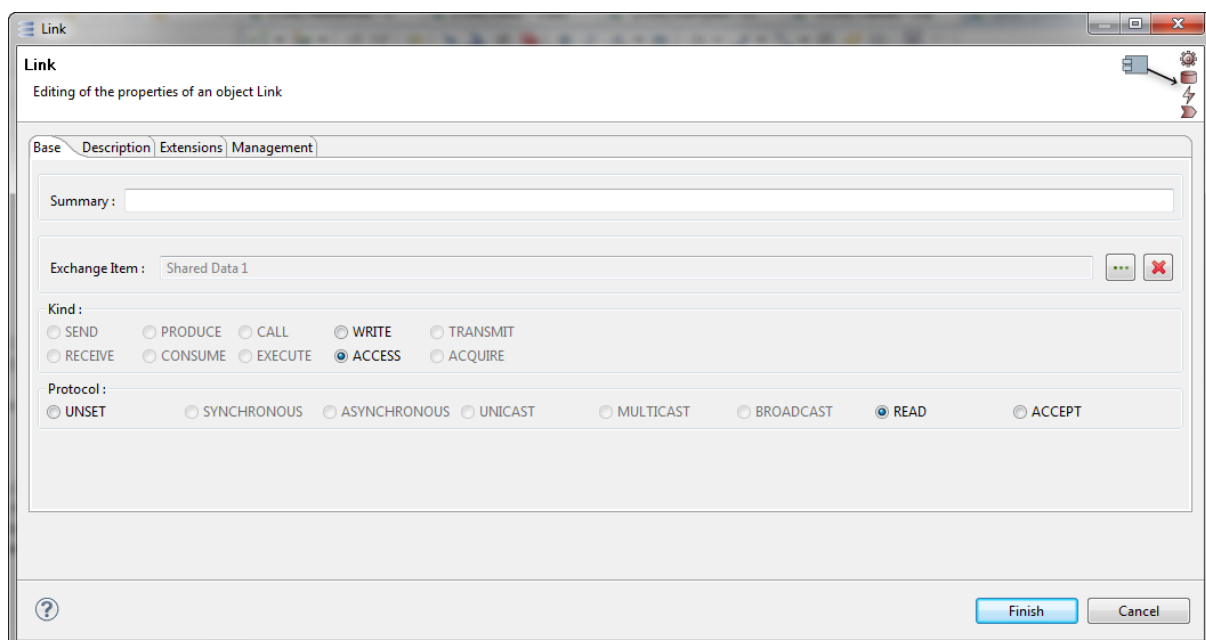 Link
Link
Editing of the properties of an object Link
Base Description Extensions Management
Summary :
Exchange Item : Shared Data 1
Kind :
SEND PRODUCE CALL WRITE TRANSMIT
RECEIVE CONSUME EXECUTE ACCESS ACQUIRE
Protocol :
UNSET SYNCHRONOUS ASYNCHRONOUS UNICAST MULTICAST BROADCAST READ ACCEPT
Finish Cancel